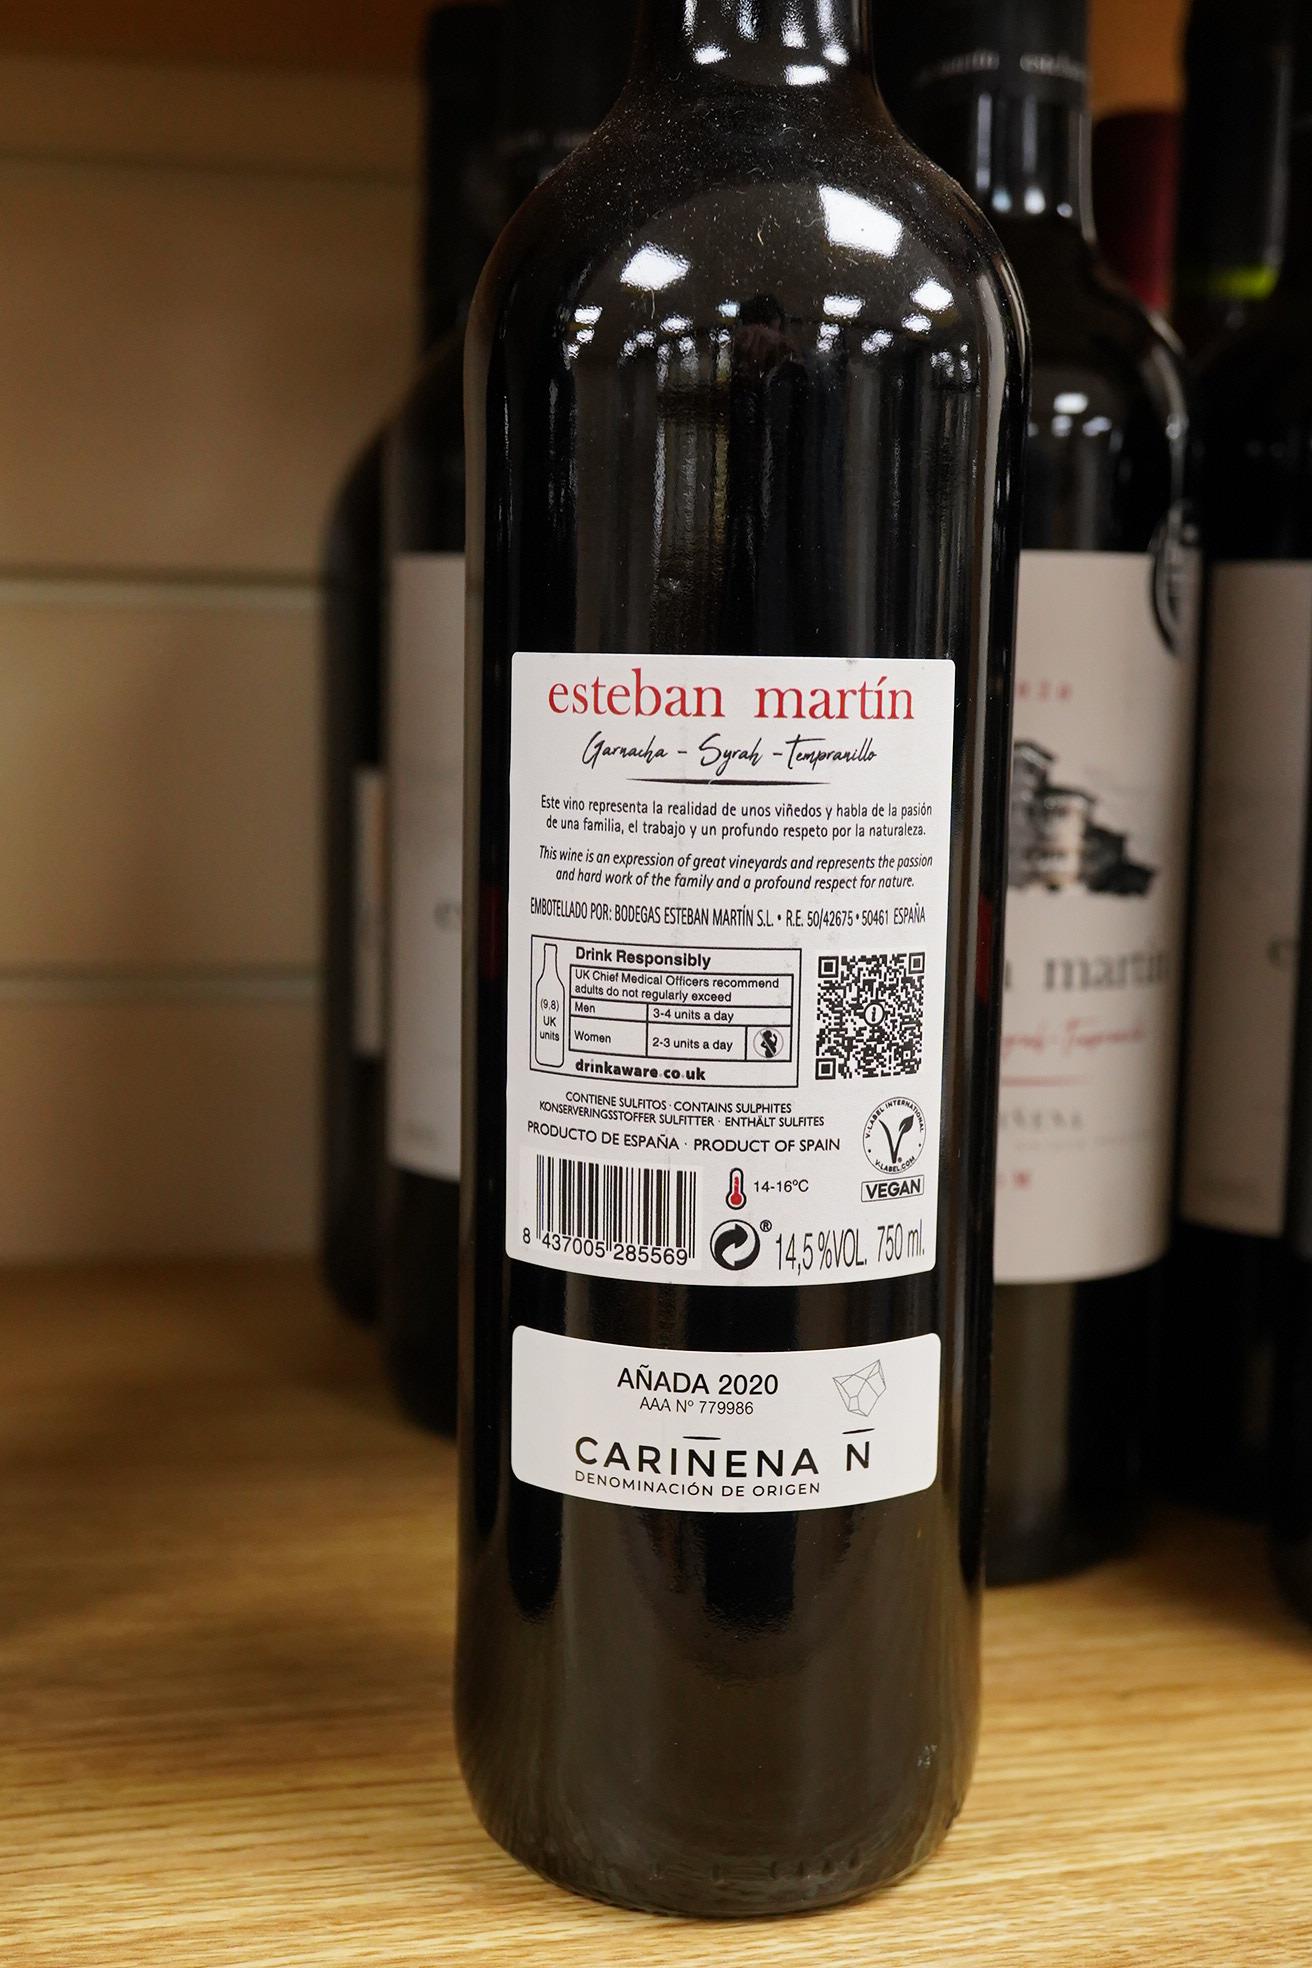 esteban martín
Garnacha - Syrah - Tempranillo
Este vino representa la realidad de unos viñedos y habla de la pasión
de una familia, el trabajo y un profundo respeto por la naturaleza.
This wine is an expression of great vineyards and represents the passion
and hard work of the family and a profound respect for nature.
EMBOTELLADO POR: BODEGAS ESTEBAN MARTÍN S.L. • R.E. 50/42675 • 50461 ESPAÑA
Drink Responsibly
UK Chief Medical Officers recommend
adults do not regularly exceed
Men 3-4 units a day
Women 2-3 units a day
(9,8)
UK
units
drinkaware.co.uk
CONTIENE SULFITOS · CONTAINS SULPHITES
KONSERVERINGSSTOFFER SULFITTER · ENTHÄLT SULFITES
PRODUCTO DE ESPAÑA · PRODUCT OF SPAIN
V-LABEL INTERNATIONAL
V-LABEL.COM
VEGAN
14-16ºC
8 437005 285569
® 14,5 %VOL. 750 ml.
AÑADA 2020
AAA Nº 779986
CARIÑENA Ñ
DENOMINACIÓN DE ORIGEN
martín